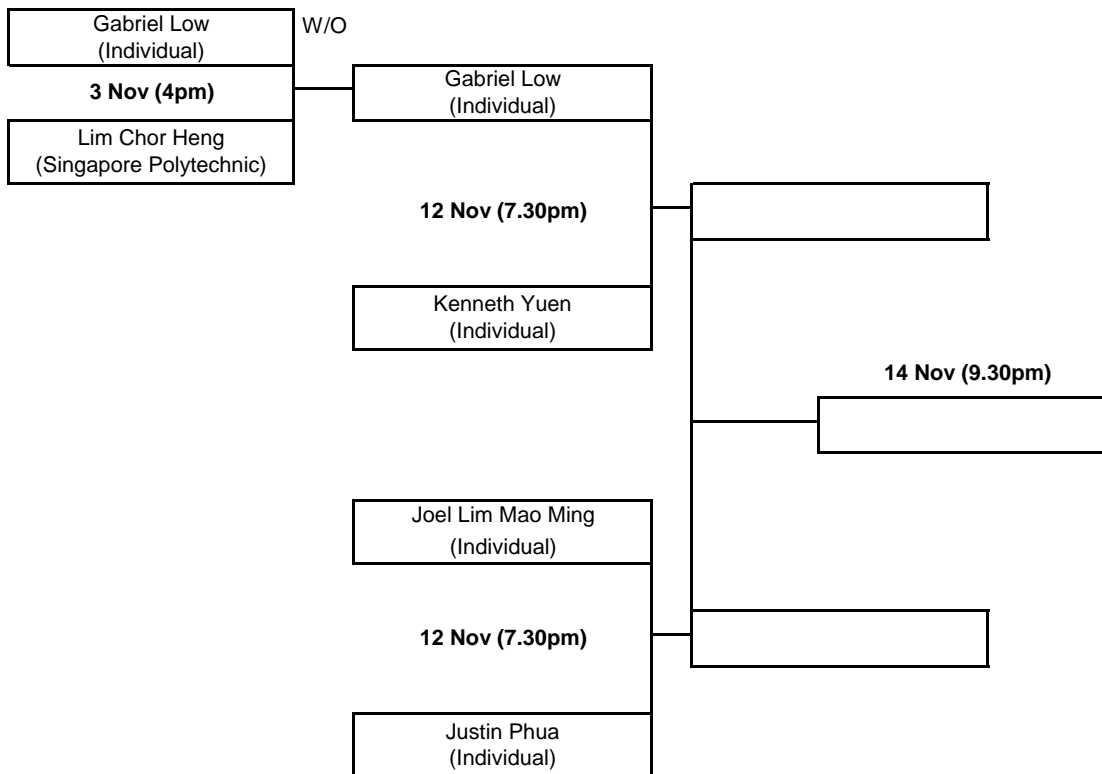 Gabriel Low
(Individual)
W/O
3 Nov (4pm)
Lim Chor Heng
(Singapore Polytechnic)
Gabriel Low
(Individual)
12 Nov (7.30pm)
Kenneth Yuen
(Individual)
14 Nov (9.30pm)
Joel Lim Mao Ming
(Individual)
12 Nov (7.30pm)
Justin Phua
(Individual)